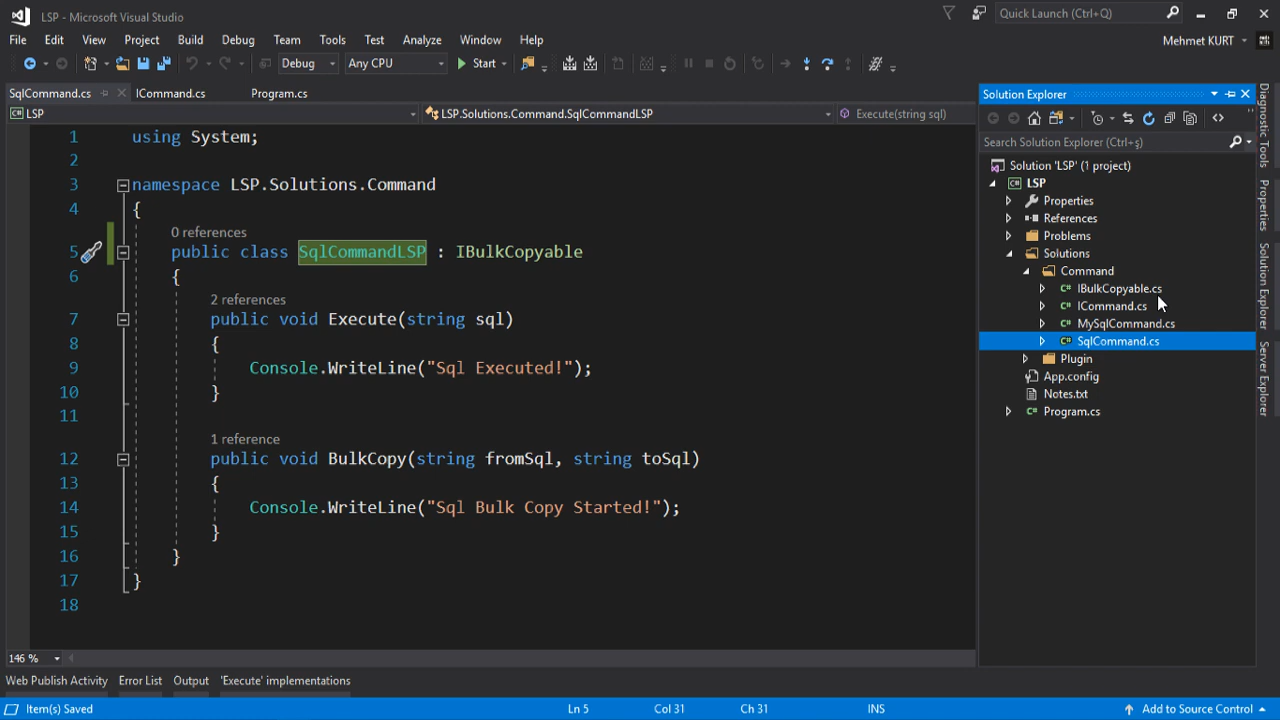 LSP - Microsoft Visual Studio
Quick Launch (Ctrl+Q)
File Edit View Project Build Debug Team Tools Test Analyze Window Help
Mehmet KURT
Debug Any CPU Start
SqlCommand.cs ICommand.cs Program.cs
LSP LSP.Solutions.Command.SqlCommandLSP Execute(string sql)
1 using System;
2
3 namespace LSP.Solutions.Command
4 {
0 references
5 public class SqlCommandLSP : IBulkCopyable
6 {
2 references
7 public void Execute(string sql)
8 {
9 Console.WriteLine("Sql Executed!");
10 }
11
1 reference
12 public void BulkCopy(string fromSql, string toSql)
13 {
14 Console.WriteLine("Sql Bulk Copy Started!");
15 }
16 }
17 }
18
146 %
Solution Explorer
Search Solution Explorer (Ctrl+ş)
Solution 'LSP' (1 project)
C# LSP
Properties
References
Problems
Solutions
Command
C# IBulkCopyable.cs
C# ICommand.cs
C# MySqlCommand.cs
C# SqlCommand.cs
Plugin
App.config
Notes.txt
C# Program.cs
Diagnostic Tools
Properties
Solution Explorer
Server Explorer
Web Publish Activity Error List Output 'Execute' implementations
Item(s) Saved Ln 5 Col 31 Ch 31 INS Add to Source Control